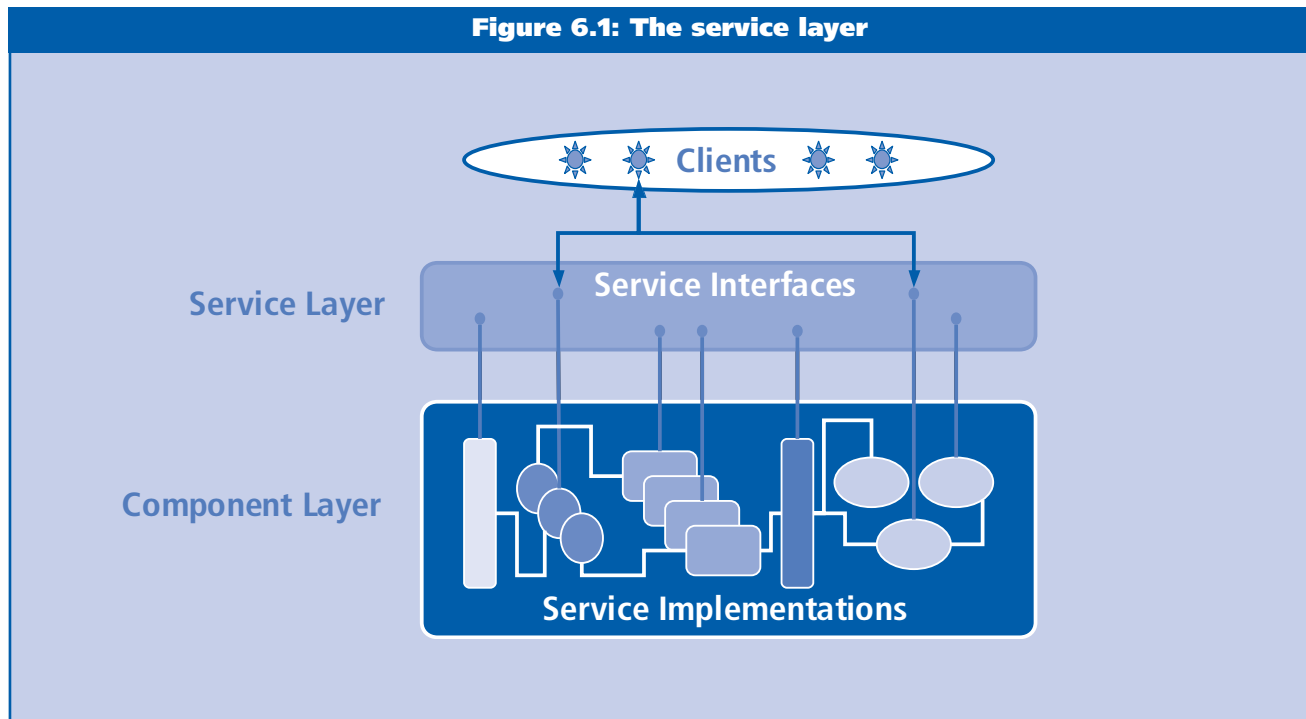 Figure 6.1: The service layer
Clients
Service Interfaces
Service Layer
Component Layer
Service Implementations